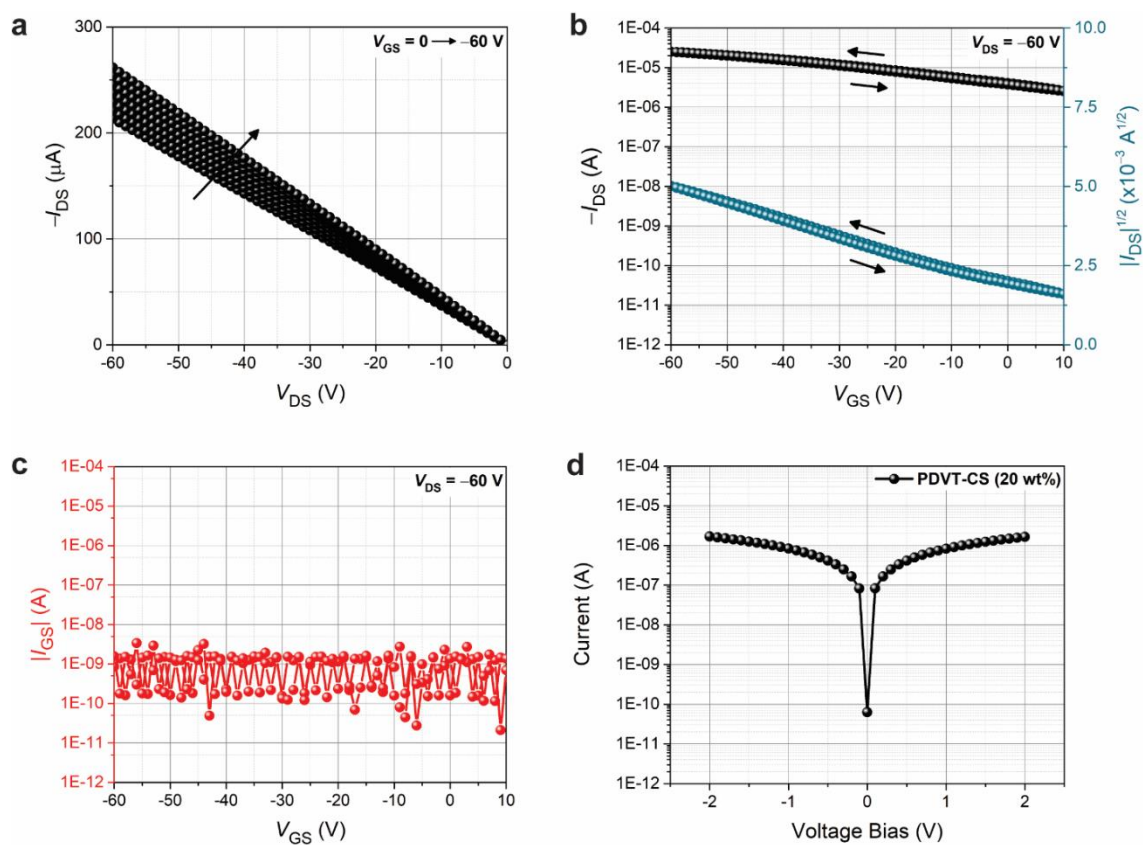 a
V_GS = 0 → −60 V
300
200
100
0
−I_DS (µA)
-60 -50 -40 -30 -20 -10 0
V_DS (V)
b
V_DS = −60 V
1E-04
1E-05
1E-06
1E-07
1E-08
1E-09
1E-10
1E-11
1E-12
−I_DS (A)
10.0
7.5
5.0
2.5
0.0
|I_DS|^1/2 (x10^-3 A^1/2)
-60 -50 -40 -30 -20 -10 0 10
V_GS (V)
c
V_DS = −60 V
1E-04
1E-05
1E-06
1E-07
1E-08
1E-09
1E-10
1E-11
1E-12
|I_GS| (A)
-60 -50 -40 -30 -20 -10 0 10
V_GS (V)
d
PDVT-CS (20 wt%)
1E-04
1E-05
1E-06
1E-07
1E-08
1E-09
1E-10
1E-11
1E-12
Current (A)
-2 -1 0 1 2
Voltage Bias (V)